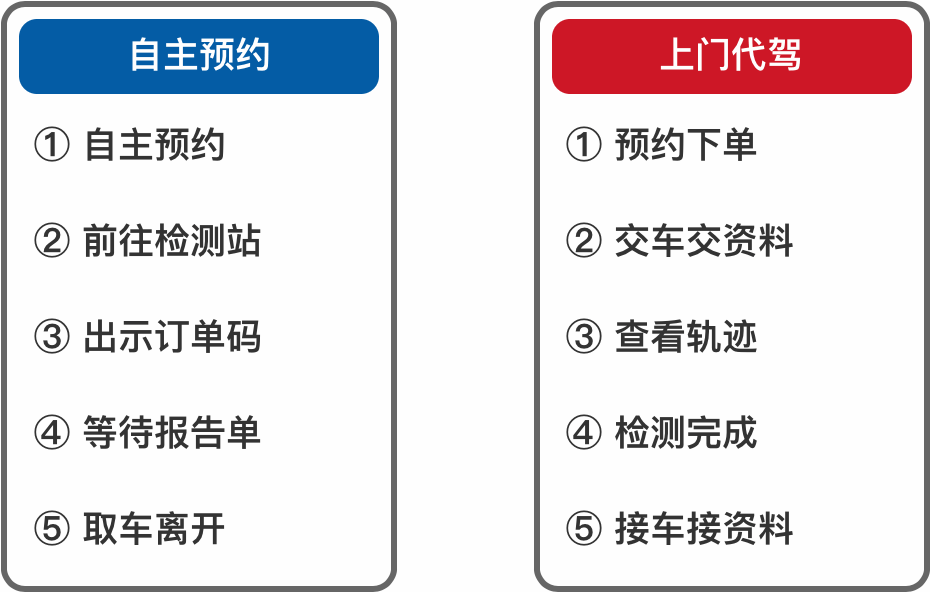 自主预约
① 自主预约
② 前往检测站
③ 出示订单码
④ 等待报告单
⑤ 取车离开
上门代驾
① 预约下单
② 交车交资料
③ 查看轨迹
④ 检测完成
⑤ 接车接资料